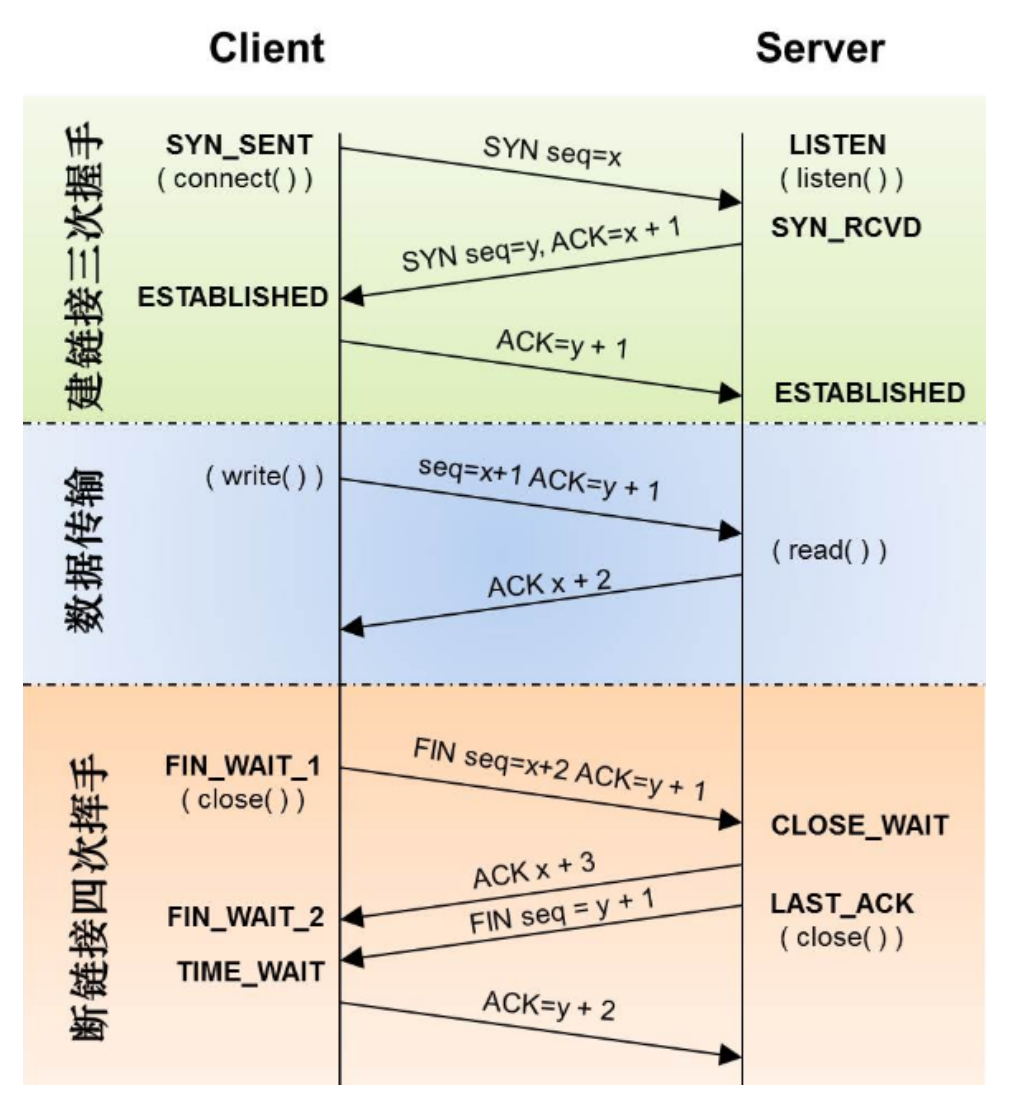 Client
Server
建链接三次握手
SYN_SENT
( connect( ) )
SYN seq=x
LISTEN
( listen( ) )
SYN_RCVD
SYN seq=y, ACK=x + 1
ESTABLISHED
ACK=y + 1
ESTABLISHED
数据传输
( write( ) )
seq=x+1 ACK=y + 1
( read( ) )
ACK x + 2
断链接四次挥手
FIN_WAIT_1
( close( ) )
FIN seq=x+2 ACK=y + 1
CLOSE_WAIT
ACK x + 3
FIN_WAIT_2
FIN seq = y + 1
LAST_ACK
( close( ) )
TIME_WAIT
ACK=y + 2